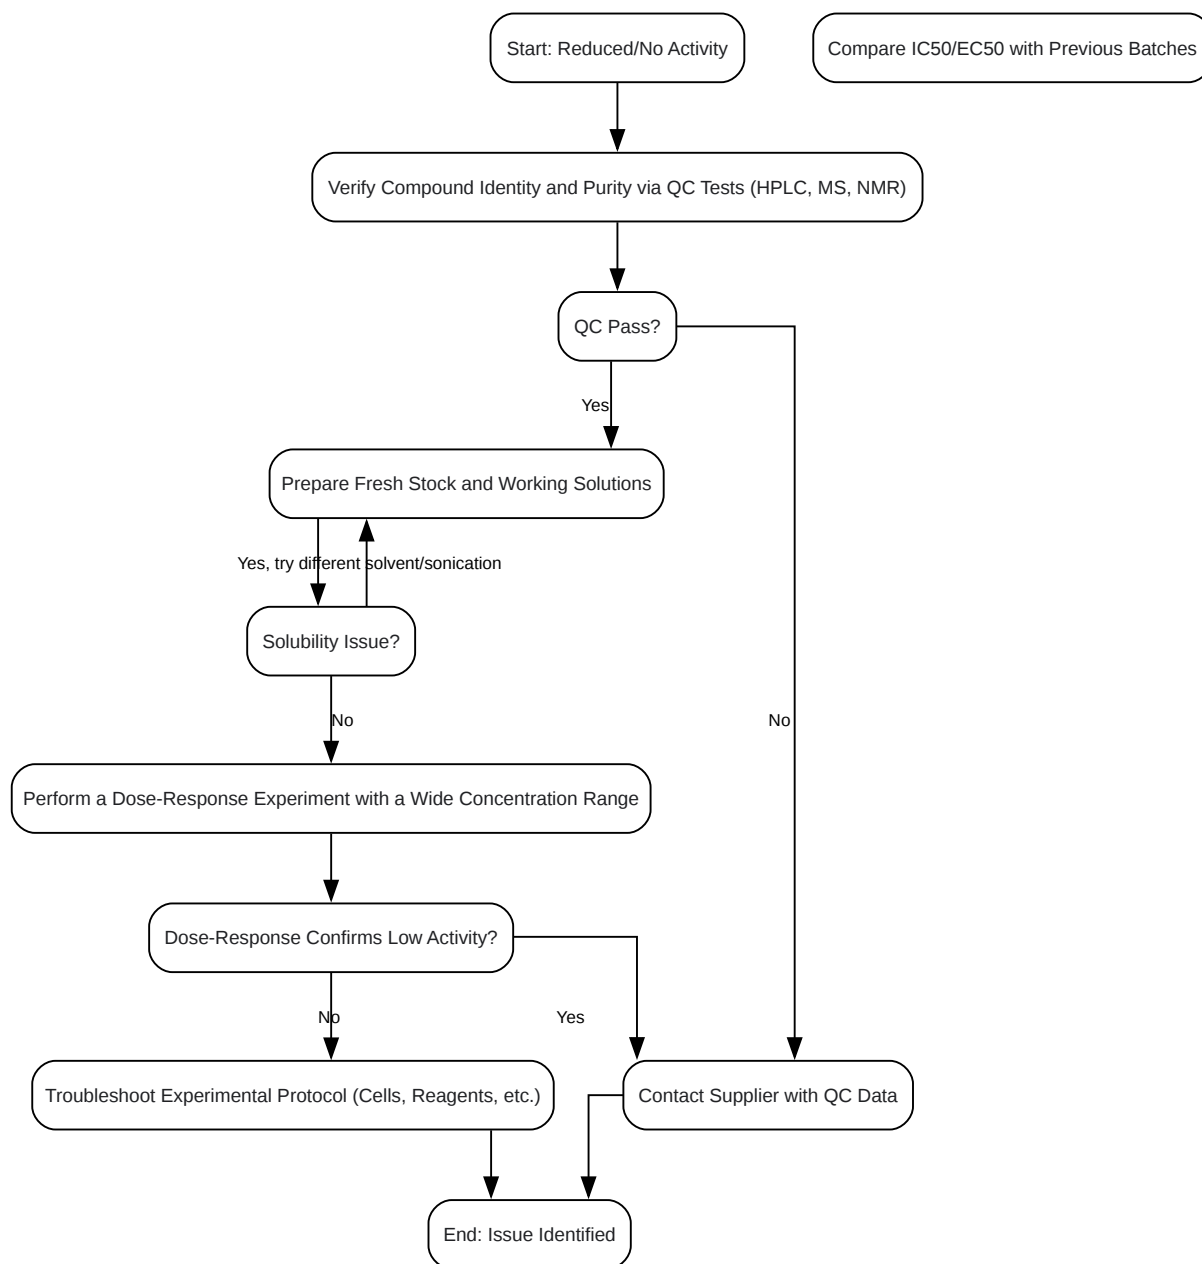 Start: Reduced/No Activity
Compare IC50/EC50 with Previous Batches
Verify Compound Identity and Purity via QC Tests (HPLC, MS, NMR)
QC Pass?
Yes
Prepare Fresh Stock and Working Solutions
Yes, try different solvent/sonication
Solubility Issue?
No
No
Perform a Dose-Response Experiment with a Wide Concentration Range
Dose-Response Confirms Low Activity?
No
Yes
Troubleshoot Experimental Protocol (Cells, Reagents, etc.)
Contact Supplier with QC Data
End: Issue Identified